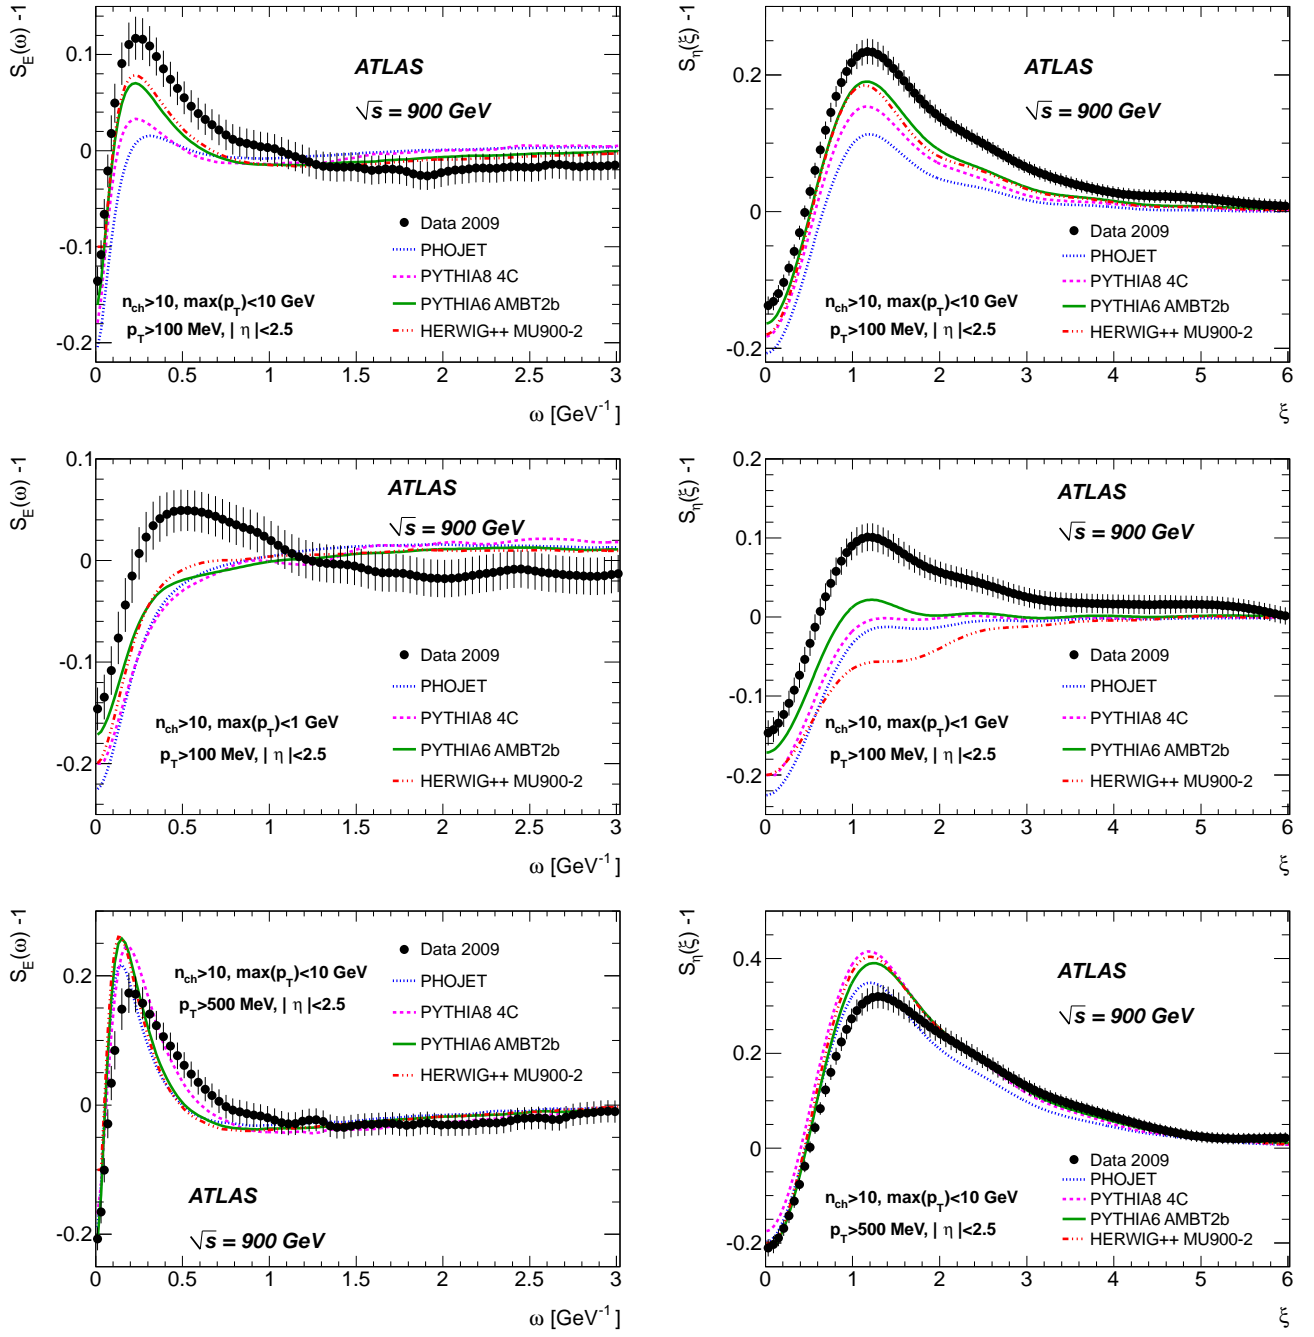 S_E(ω) -1
0.1
0
-0.1
-0.2
ATLAS
√s = 900 GeV
Data 2009
PHOJET
PYTHIA8 4C
PYTHIA6 AMBT2b
HERWIG++ MU900-2
n_ch>10, max(p_T)<10 GeV
p_T>100 MeV, | η |<2.5
0 0.5 1 1.5 2 2.5 3
ω [GeV^-1]
S_η(ξ) -1
0.2
0
-0.2
ATLAS
√s = 900 GeV
Data 2009
PHOJET
PYTHIA8 4C
PYTHIA6 AMBT2b
HERWIG++ MU900-2
n_ch>10, max(p_T)<10 GeV
p_T>100 MeV, | η |<2.5
0 1 2 3 4 5 6
ξ
S_E(ω) -1
0.1
0
-0.1
-0.2
ATLAS
√s = 900 GeV
Data 2009
PHOJET
PYTHIA8 4C
PYTHIA6 AMBT2b
HERWIG++ MU900-2
n_ch>10, max(p_T)<1 GeV
p_T>100 MeV, | η |<2.5
0 0.5 1 1.5 2 2.5 3
ω [GeV^-1]
S_η(ξ) -1
0.2
0.1
0
-0.1
-0.2
ATLAS
√s = 900 GeV
Data 2009
PHOJET
PYTHIA8 4C
PYTHIA6 AMBT2b
HERWIG++ MU900-2
n_ch>10, max(p_T)<1 GeV
p_T>100 MeV, | η |<2.5
0 1 2 3 4 5 6
ξ
S_E(ω) -1
0.2
0
-0.2
Data 2009
PHOJET
PYTHIA8 4C
PYTHIA6 AMBT2b
HERWIG++ MU900-2
n_ch>10, max(p_T)<10 GeV
p_T>500 MeV, | η |<2.5
ATLAS
√s = 900 GeV
0 0.5 1 1.5 2 2.5 3
ω [GeV^-1]
S_η(ξ) -1
0.4
0.2
0
-0.2
ATLAS
√s = 900 GeV
Data 2009
PHOJET
PYTHIA8 4C
PYTHIA6 AMBT2b
HERWIG++ MU900-2
n_ch>10, max(p_T)<10 GeV
p_T>500 MeV, | η |<2.5
0 1 2 3 4 5 6
ξ